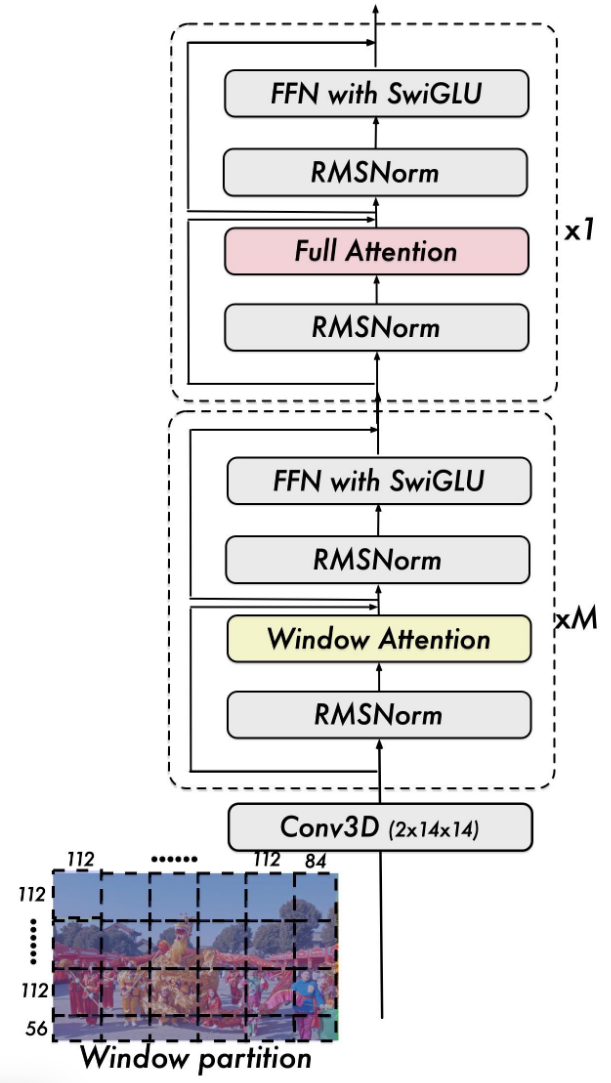 FFN with SwiGLU
RMSNorm
Full Attention
RMSNorm
x1
FFN with SwiGLU
RMSNorm
Window Attention
RMSNorm
xM
Conv3D (2x14x14)
112 •••••• 112 84
112
••••••
112
56
Window partition